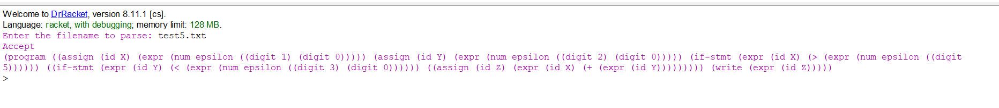 Welcome to DrRacket, version 8.11.1 [cs].
Language: racket, with debugging; memory limit: 128 MB.
Enter the filename to parse: test5.txt
Accept
(program ((assign (id X) (expr (num epsilon ((digit 1) (digit 0))))) (assign (id Y) (expr (num epsilon ((digit 2) (digit 0))))) (if-stmt (expr (id X) (> (expr (num epsilon ((digit
5)))))) ((if-stmt (expr (id Y) (< (expr (num epsilon ((digit 3) (digit 0)))))) ((assign (id Z) (expr (id X) (+ (expr (id Y))))))))) (write (expr (id Z)))))
>